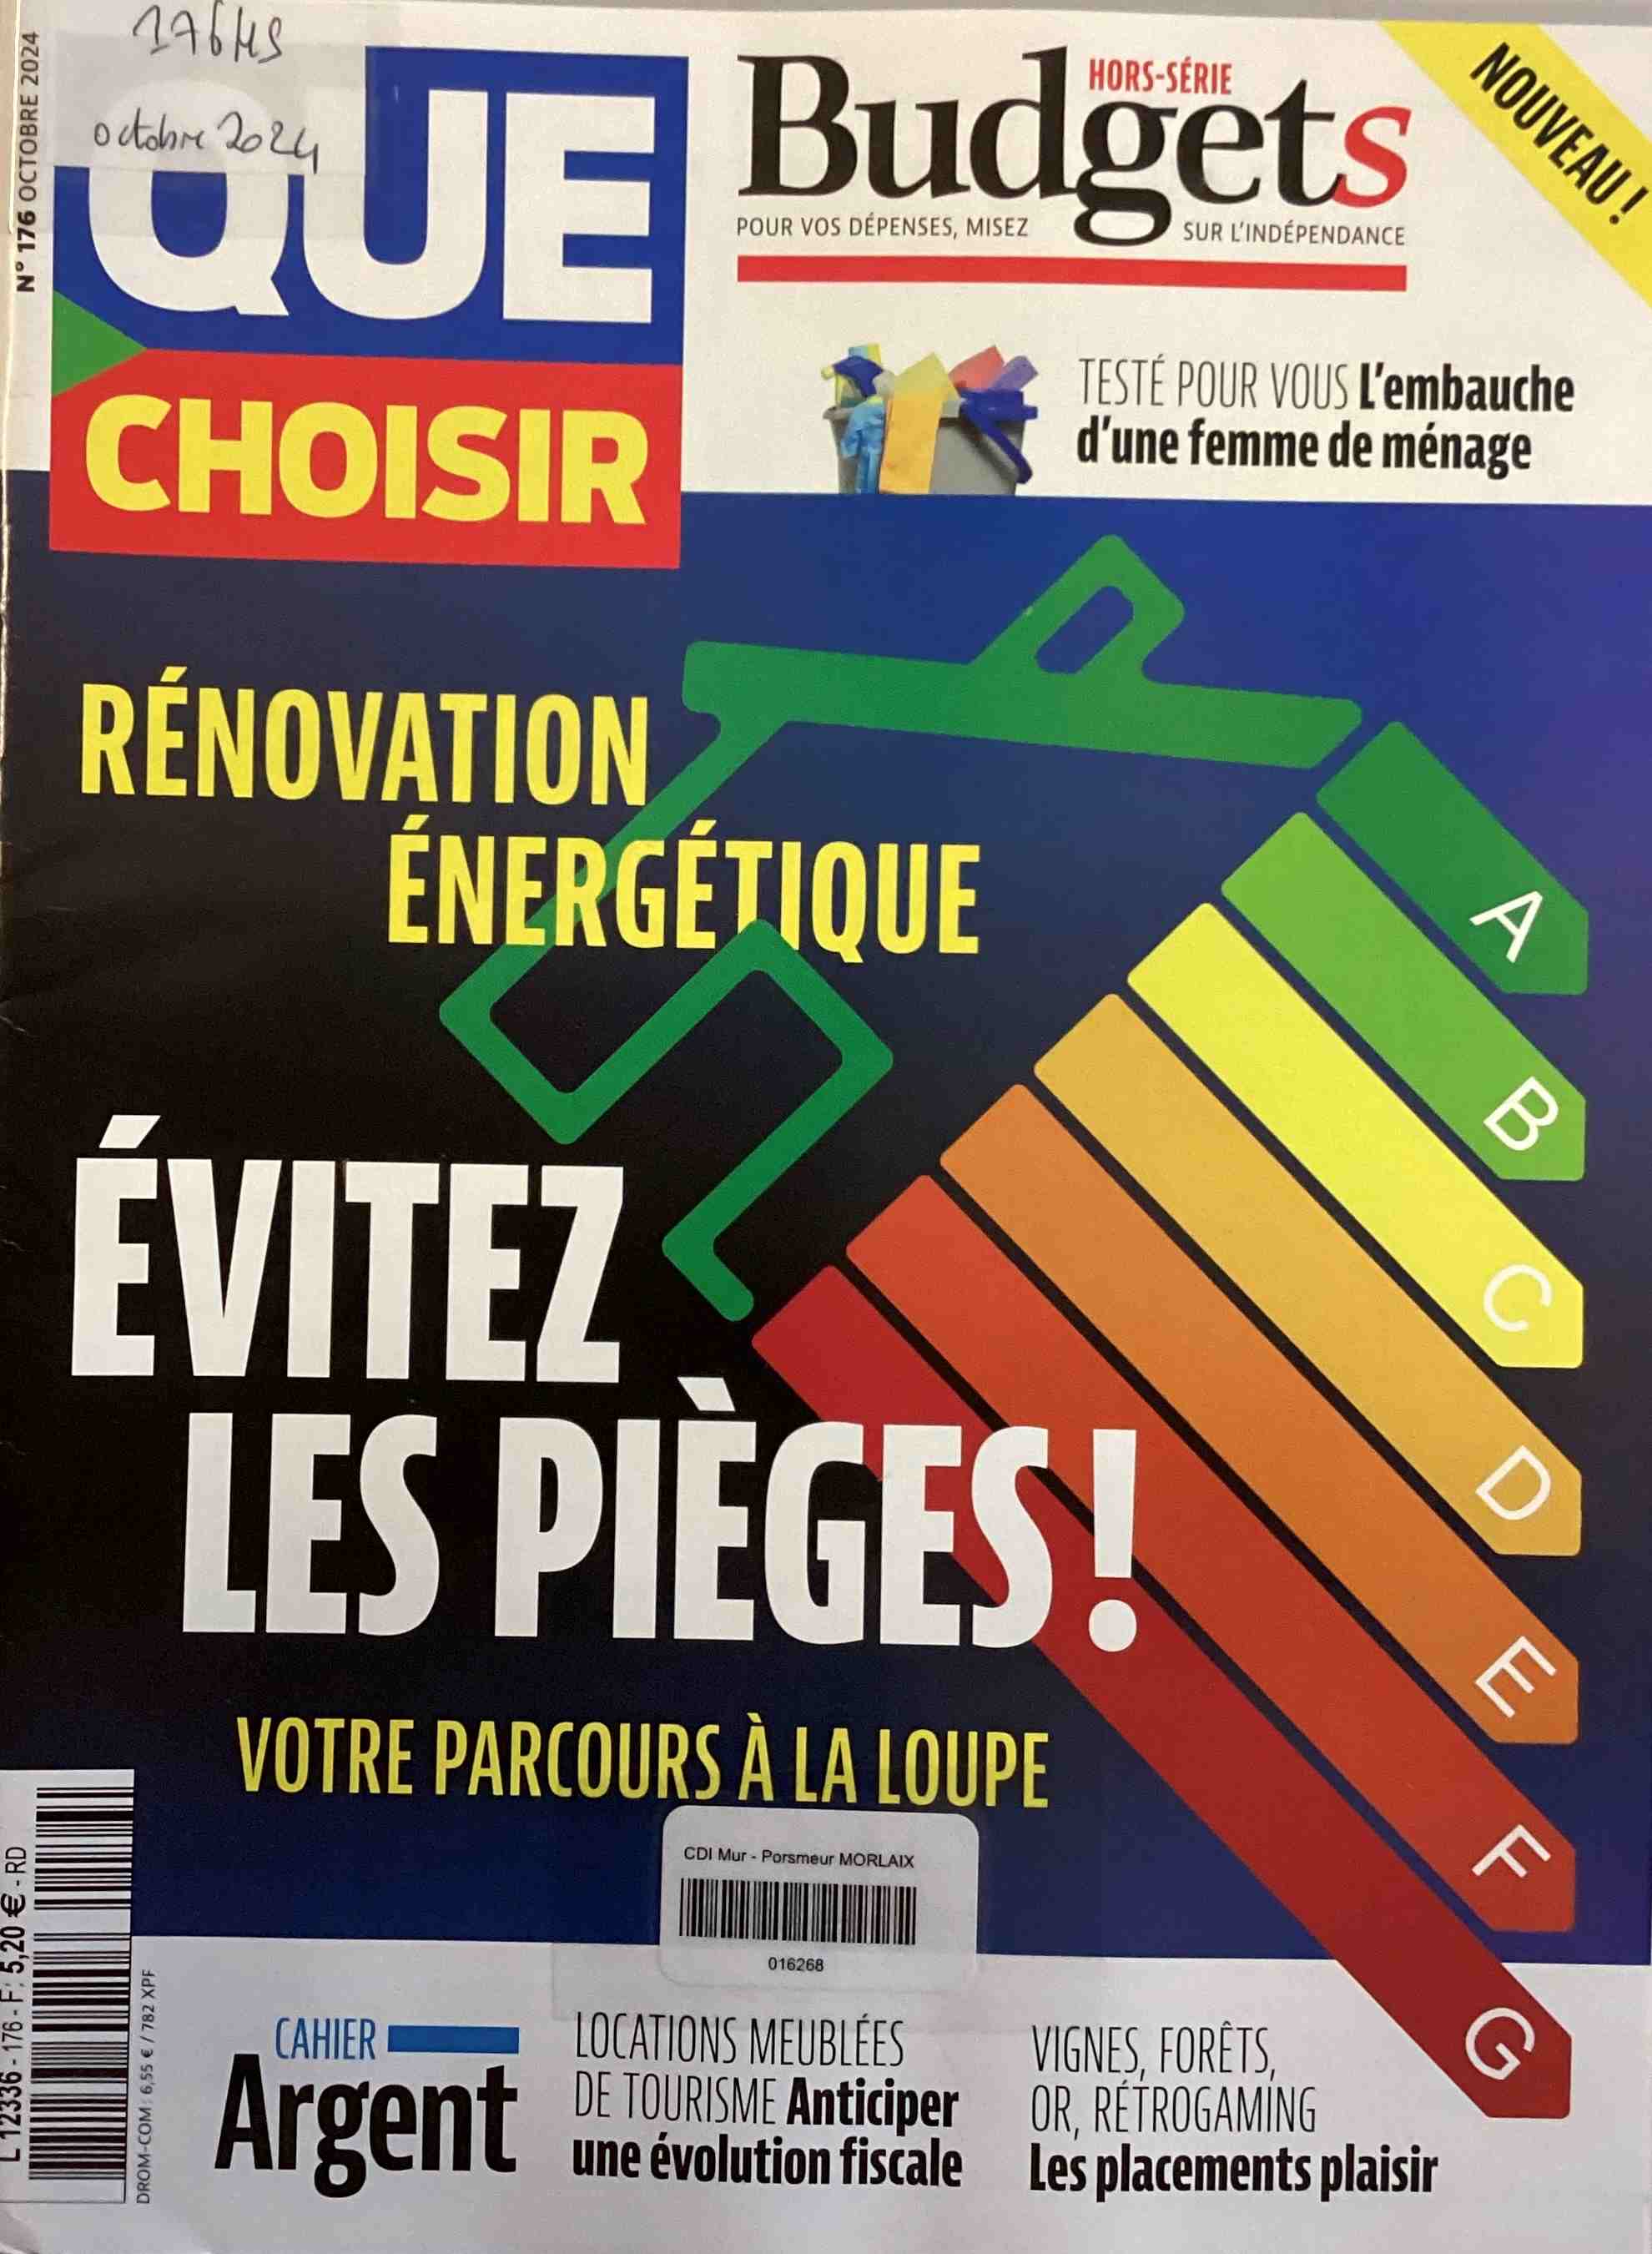 176HS
octobre 2024
N° 176 OCTOBRE 2024
QUE
CHOISIR
HORS-SÉRIE
Budgets
POUR VOS DÉPENSES, MISEZ SUR L'INDÉPENDANCE
NOUVEAU !
TESTÉ POUR VOUS L'embauche
d'une femme de ménage
RÉNOVATION
ÉNERGÉTIQUE
ÉVITEZ
LES PIÈGES !
VOTRE PARCOURS À LA LOUPE
A
B
C
D
E
F
G
CDI Mur - Porsmeur MORLAIX
016268
L 12336 - 176 - F: 5,20 € - RD
DROM-COM : 6,55 € / 782 XPF
CAHIER
Argent
LOCATIONS MEUBLÉES
DE TOURISME Anticiper
une évolution fiscale
VIGNES, FORÊTS,
OR, RÉTROGAMING
Les placements plaisir